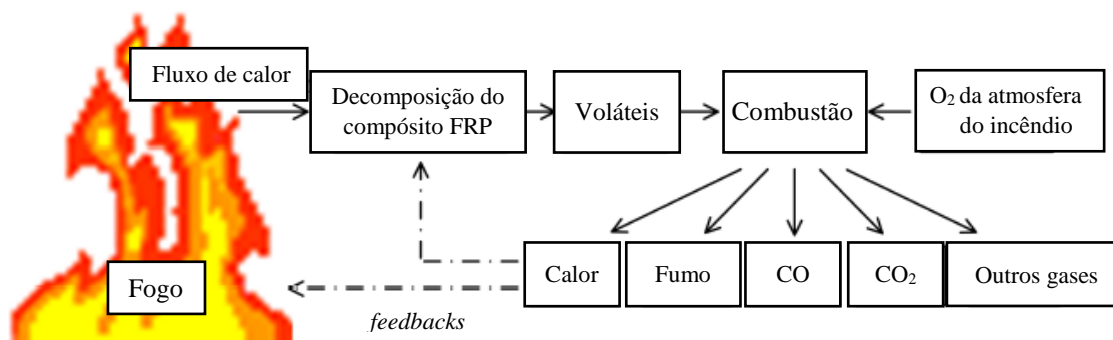 Fluxo de calor
Decomposição do
compósito FRP
Voláteis
Combustão
O₂ da atmosfera
do incêndio
Fogo
Calor
Fumo
CO
CO₂
Outros gases
feedbacks